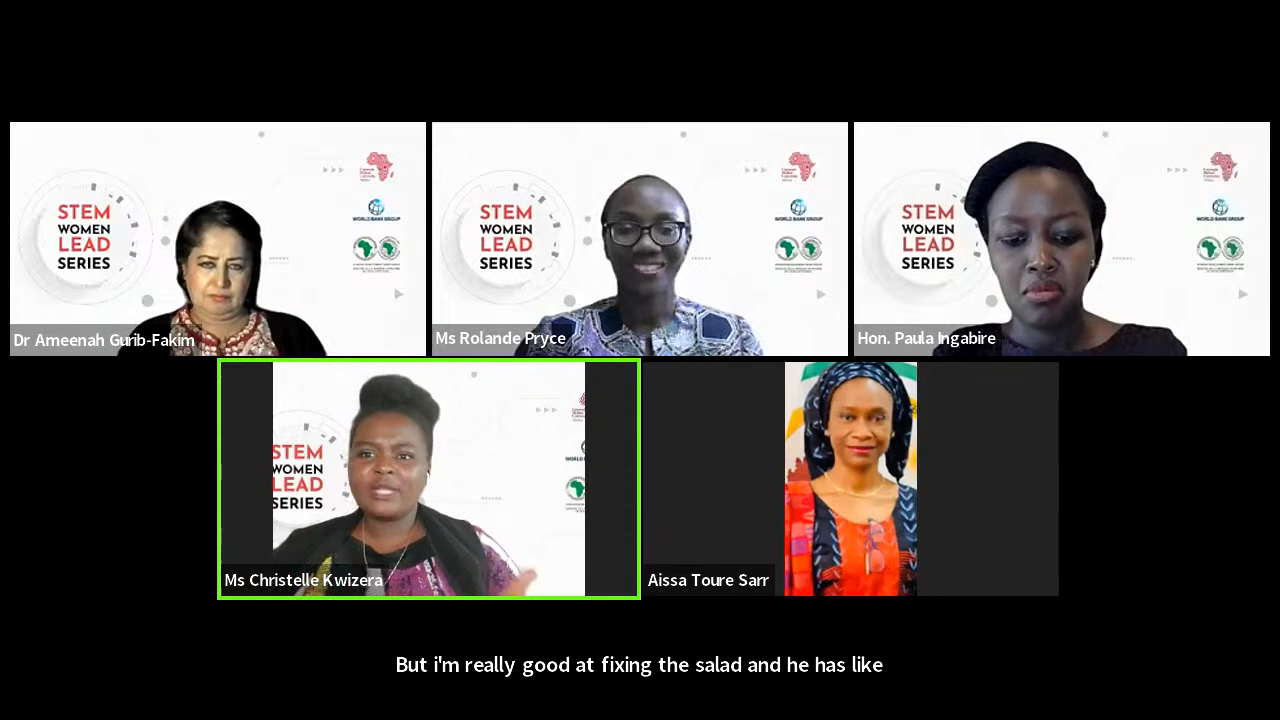 STEM
WOMEN
LEAD
SERIES
WORLD BANK GROUP
Dr Ameenah Gurib-Fakim
STEM
WOMEN
LEAD
SERIES
WORLD BANK GROUP
Ms Rolande Pryce
STEM
WOMEN
LEAD
SERIES
WORLD BANK GROUP
Hon. Paula Ingabire
STEM
WOMEN
LEAD
SERIES
Ms Christelle Kwizera
Aissa Toure Sarr
But i'm really good at fixing the salad and he has like